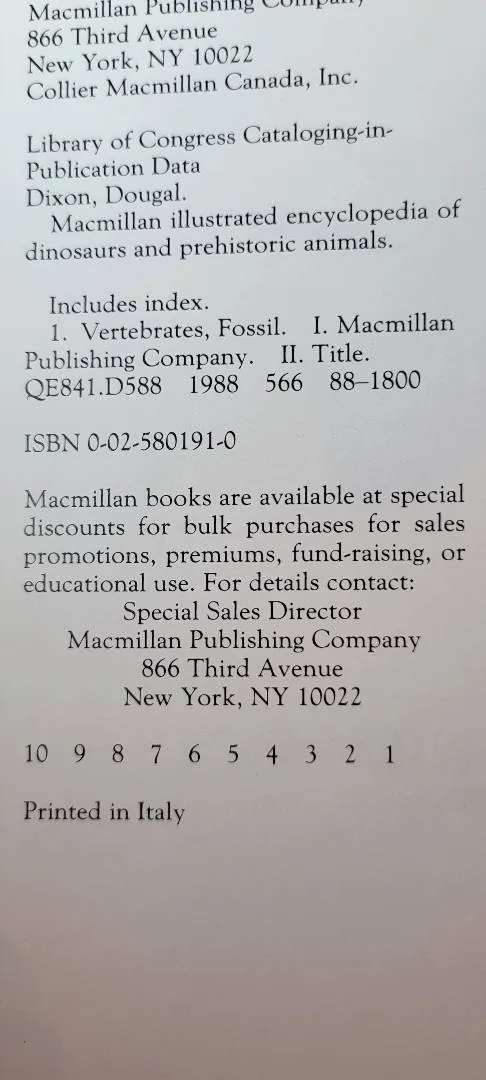 Macmillan Publishing Company
866 Third Avenue
New York, NY 10022
Collier Macmillan Canada, Inc.
Library of Congress Cataloging-in-
Publication Data
Dixon, Dougal.
Macmillan illustrated encyclopedia of
dinosaurs and prehistoric animals.
Includes index.
1. Vertebrates, Fossil. I. Macmillan
Publishing Company. II. Title.
QE841.D588 1988 566 88–1800
ISBN 0-02-580191-0
Macmillan books are available at special
discounts for bulk purchases for sales
promotions, premiums, fund-raising, or
educational use. For details contact:
Special Sales Director
Macmillan Publishing Company
866 Third Avenue
New York, NY 10022
10 9 8 7 6 5 4 3 2 1
Printed in Italy